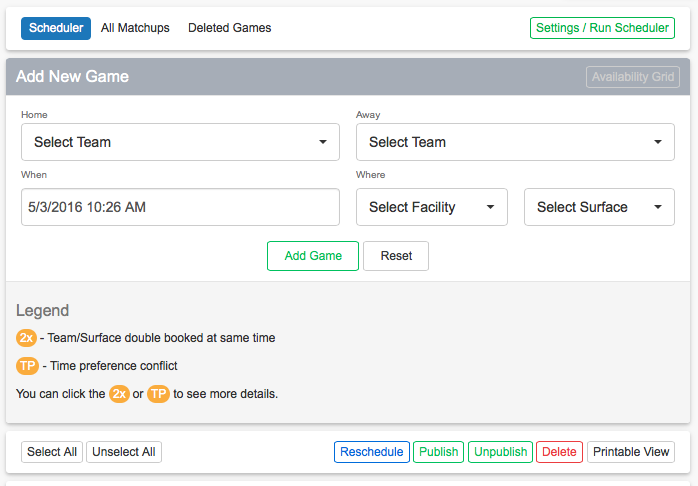 Scheduler All Matchups Deleted Games Settings / Run Scheduler
Add New Game Availability Grid
Home Away
Select Team Select Team
When Where
5/3/2016 10:26 AM Select Facility Select Surface
Add Game Reset
Legend
2x - Team/Surface double booked at same time
TP - Time preference conflict
You can click the 2x or TP to see more details.
Select All Unselect All Reschedule Publish Unpublish Delete Printable View